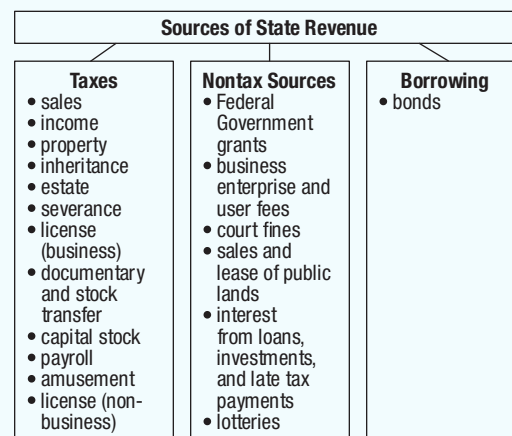 Sources of State Revenue
Taxes
• sales
• income
• property
• inheritance
• estate
• severance
• license
(business)
• documentary
and stock
transfer
• capital stock
• payroll
• amusement
• license (non-
business)
Nontax Sources
• Federal
Government
grants
• business
enterprise and
user fees
• court fines
• sales and
lease of public
lands
• interest
from loans,
investments,
and late tax
payments
• lotteries
Borrowing
• bonds